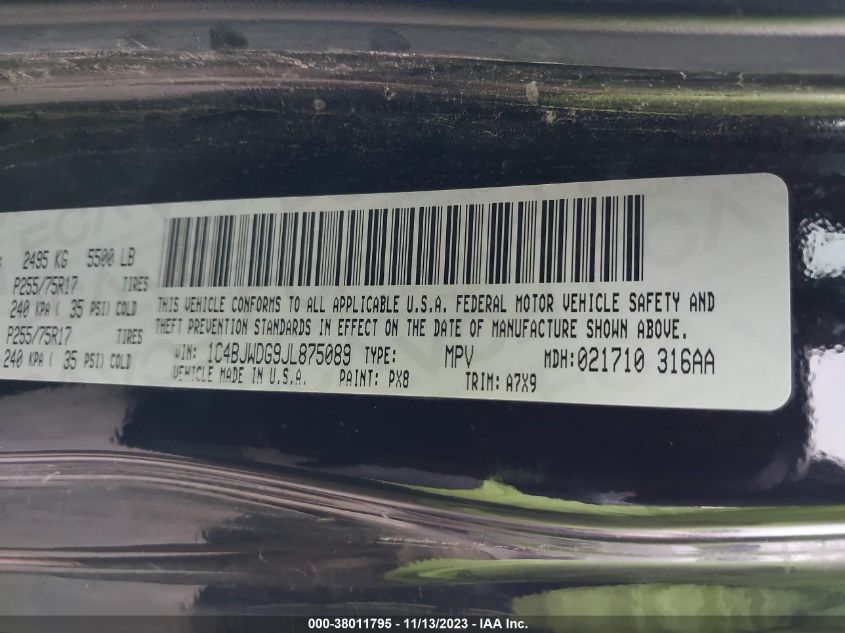 2495 KG 5500 LB
P255/75R17 TIRES
240 KPA ( 35 PSI) COLD
P255/75R17 TIRES
240 KPA ( 35 PSI) COLD
THIS VEHICLE CONFORMS TO ALL APPLICABLE U.S.A. FEDERAL MOTOR VEHICLE SAFETY AND
THEFT PREVENTION STANDARDS IN EFFECT ON THE DATE OF MANUFACTURE SHOWN ABOVE.
VIN: 1C4BJWDG9JL875089 TYPE: MPV MDH:021710 316AA
VEHICLE MADE IN U.S.A. PAINT: PX8 TRIM: A7X9
000-38011795 - 11/13/2023 - IAA Inc.